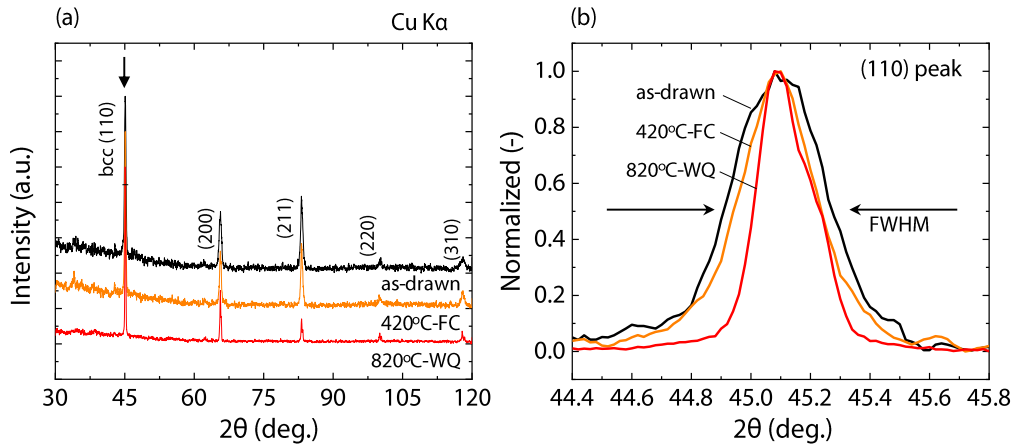 (a)
Cu Kα
Intensity (a.u.)
bcc (110)
(200)
(211)
(220)
(310)
as-drawn
420ºC-FC
820ºC-WQ
30 45 60 75 90 105 120
2θ (deg.)
(b)
(110) peak
Normalized (-)
1.0
0.8
0.6
0.4
0.2
0.0
as-drawn
420ºC-FC
820ºC-WQ
FWHM
44.4 44.6 44.8 45.0 45.2 45.4 45.6 45.8
2θ (deg.)